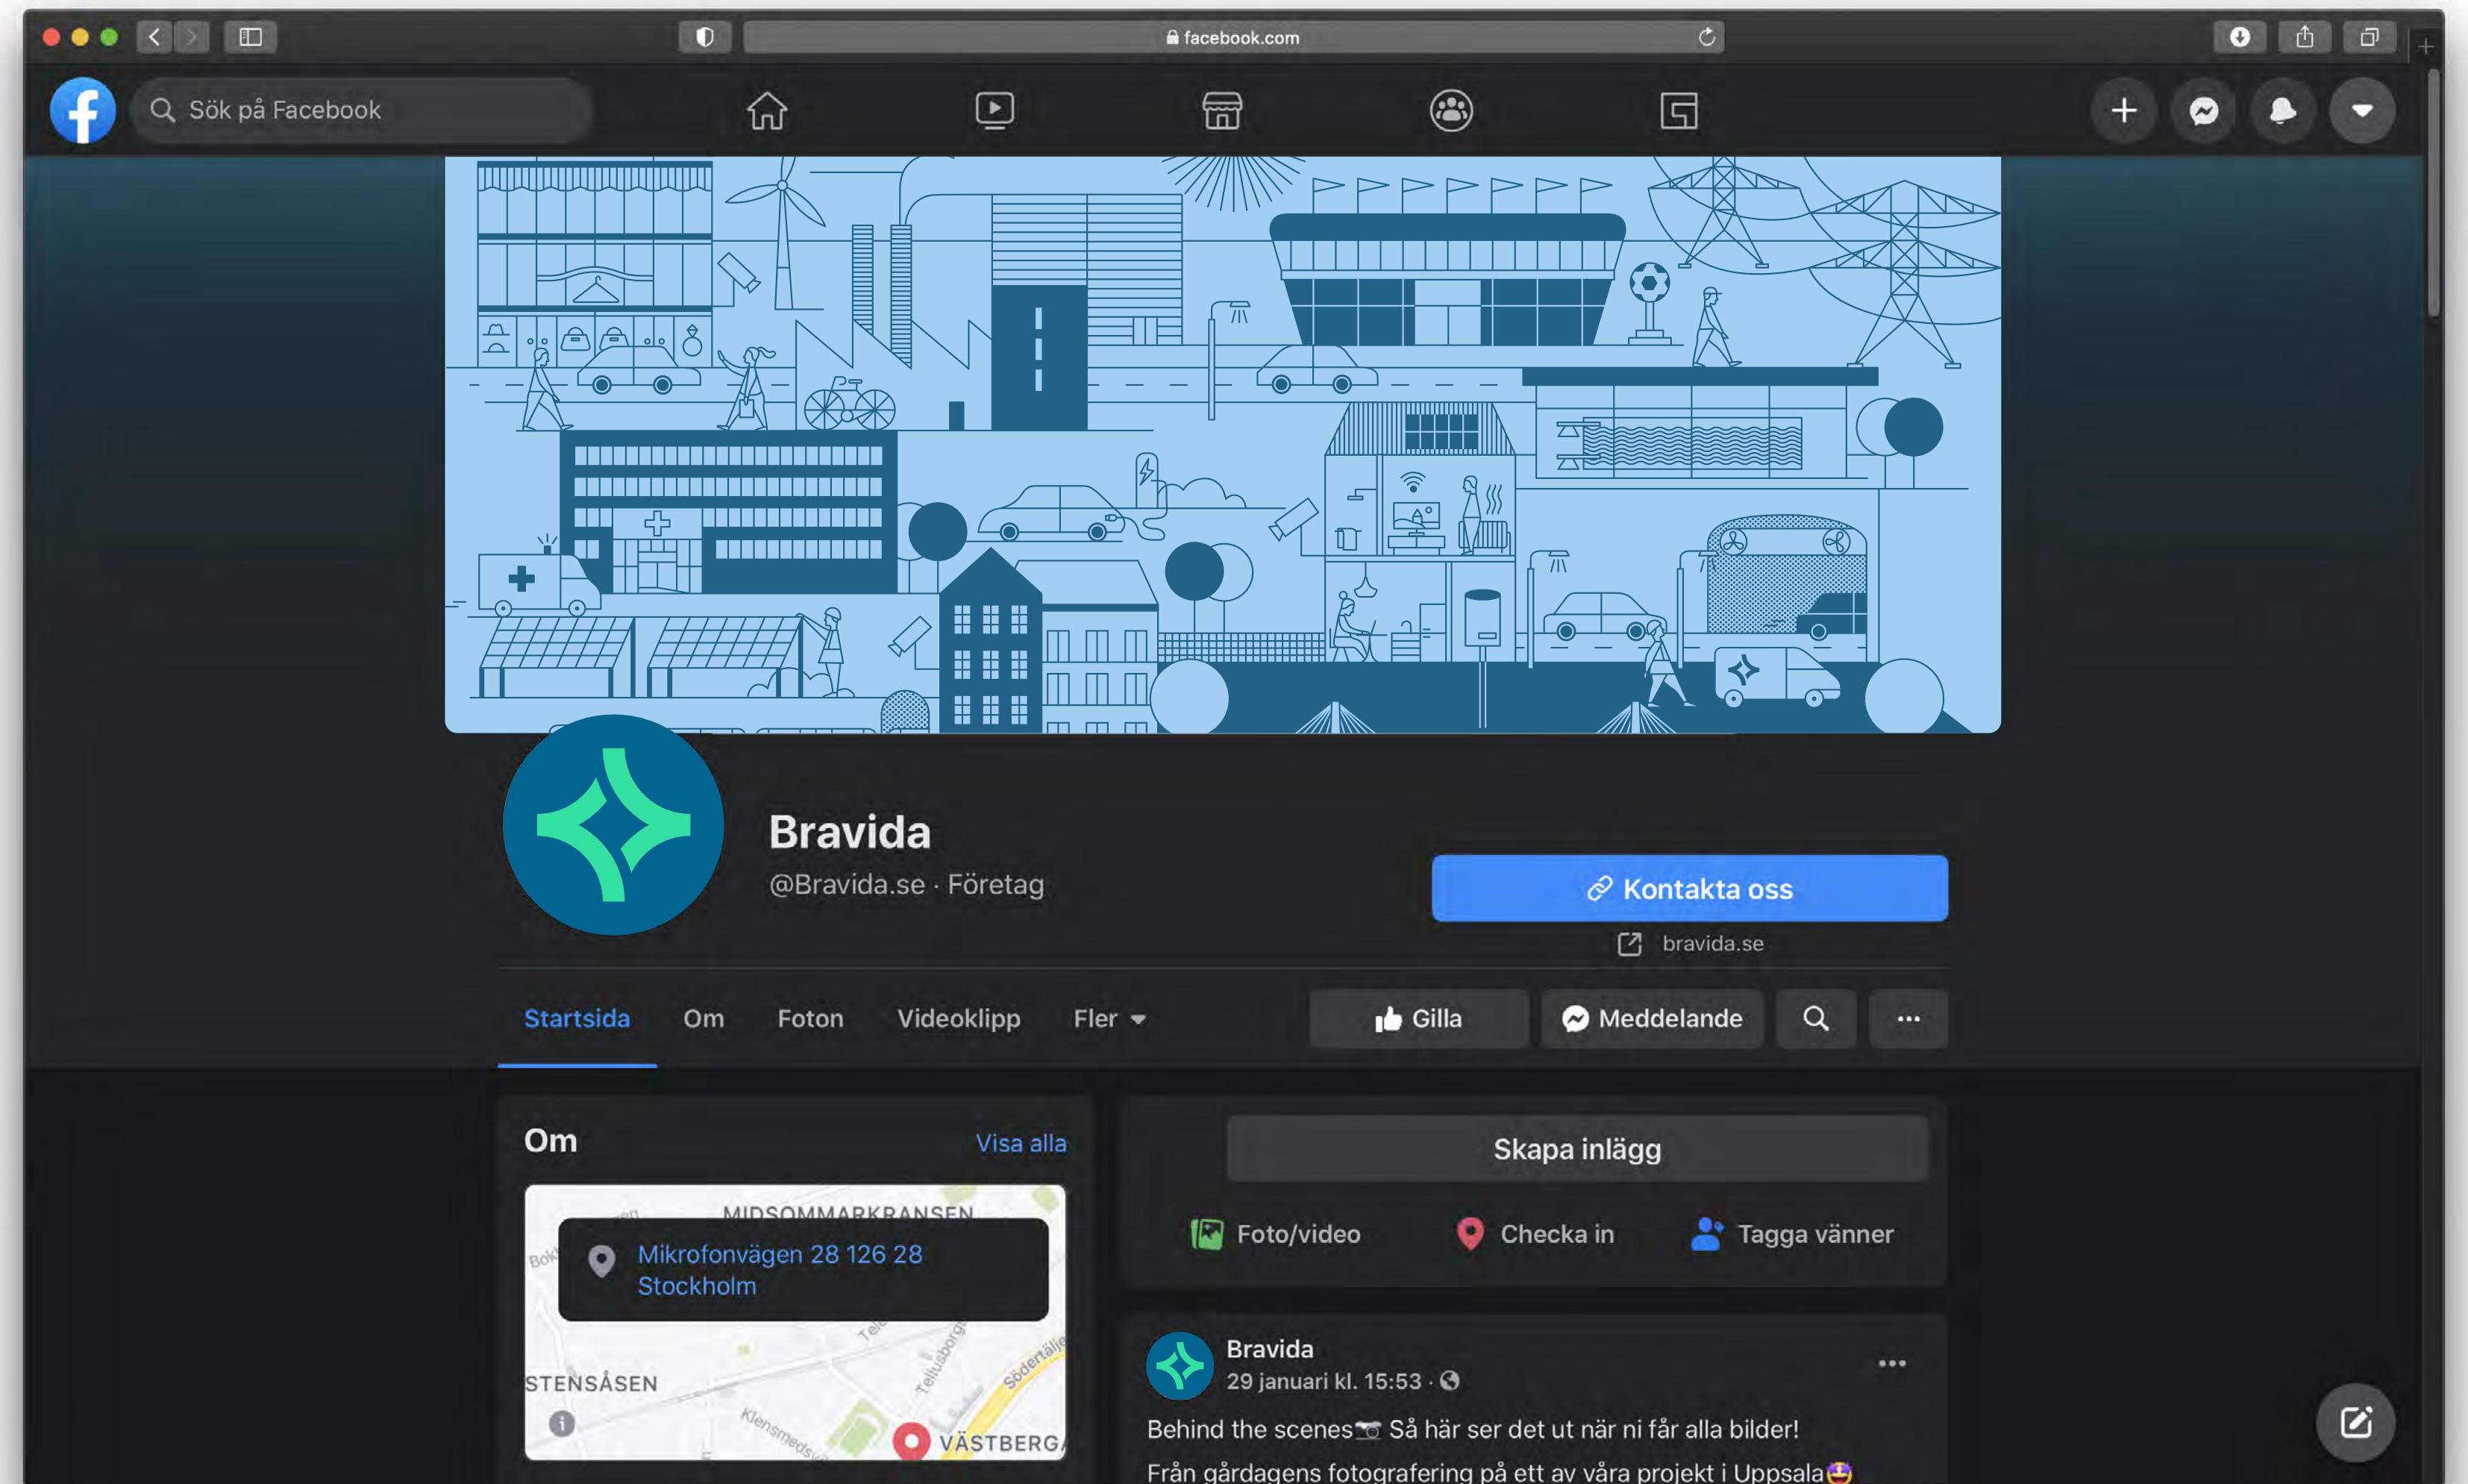 facebook.com
Sök på Facebook
Bravida
@Bravida.se · Företag
Kontakta oss
bravida.se
Startsida
Om
Foton
Videoklipp
Fler
Gilla
Meddelande
Om
Visa alla
MIDSOMMARKRANSEN
Mikrofonvägen 28 126 28
Stockholm
STENSÅSEN
Södertälje
VÄSTBERGA
Skapa inlägg
Foto/video
Checka in
Tagga vänner
Bravida
29 januari kl. 15:53 ·
Behind the scenes📷 Så här ser det ut när ni får alla bilder!
Från gårdagens fotografering på ett av våra projekt i Uppsala🤩